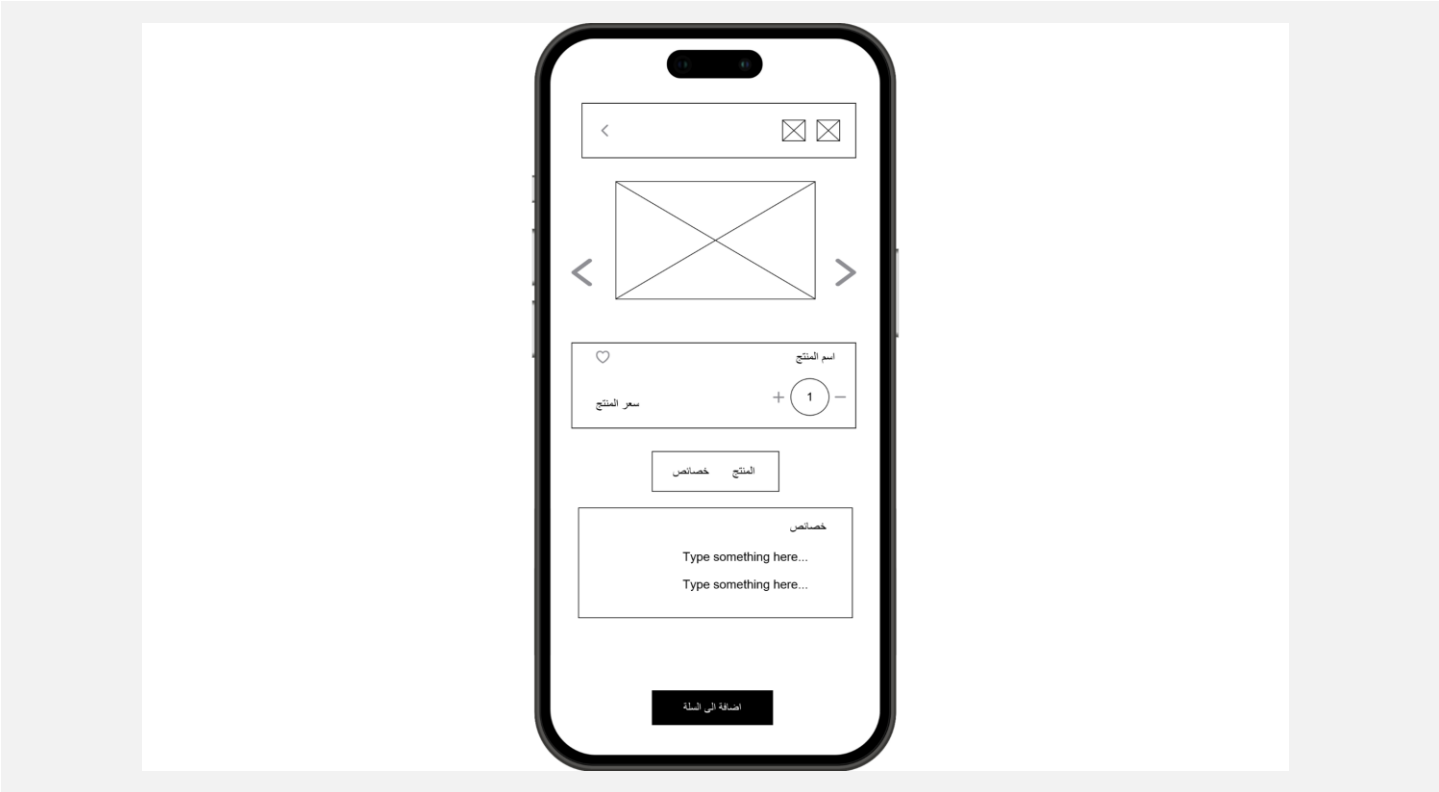 اسم المنتج
1
سعر المنتج
المنتج خصائص
خصائص
Type something here...
Type something here...
اضافة الى السلة